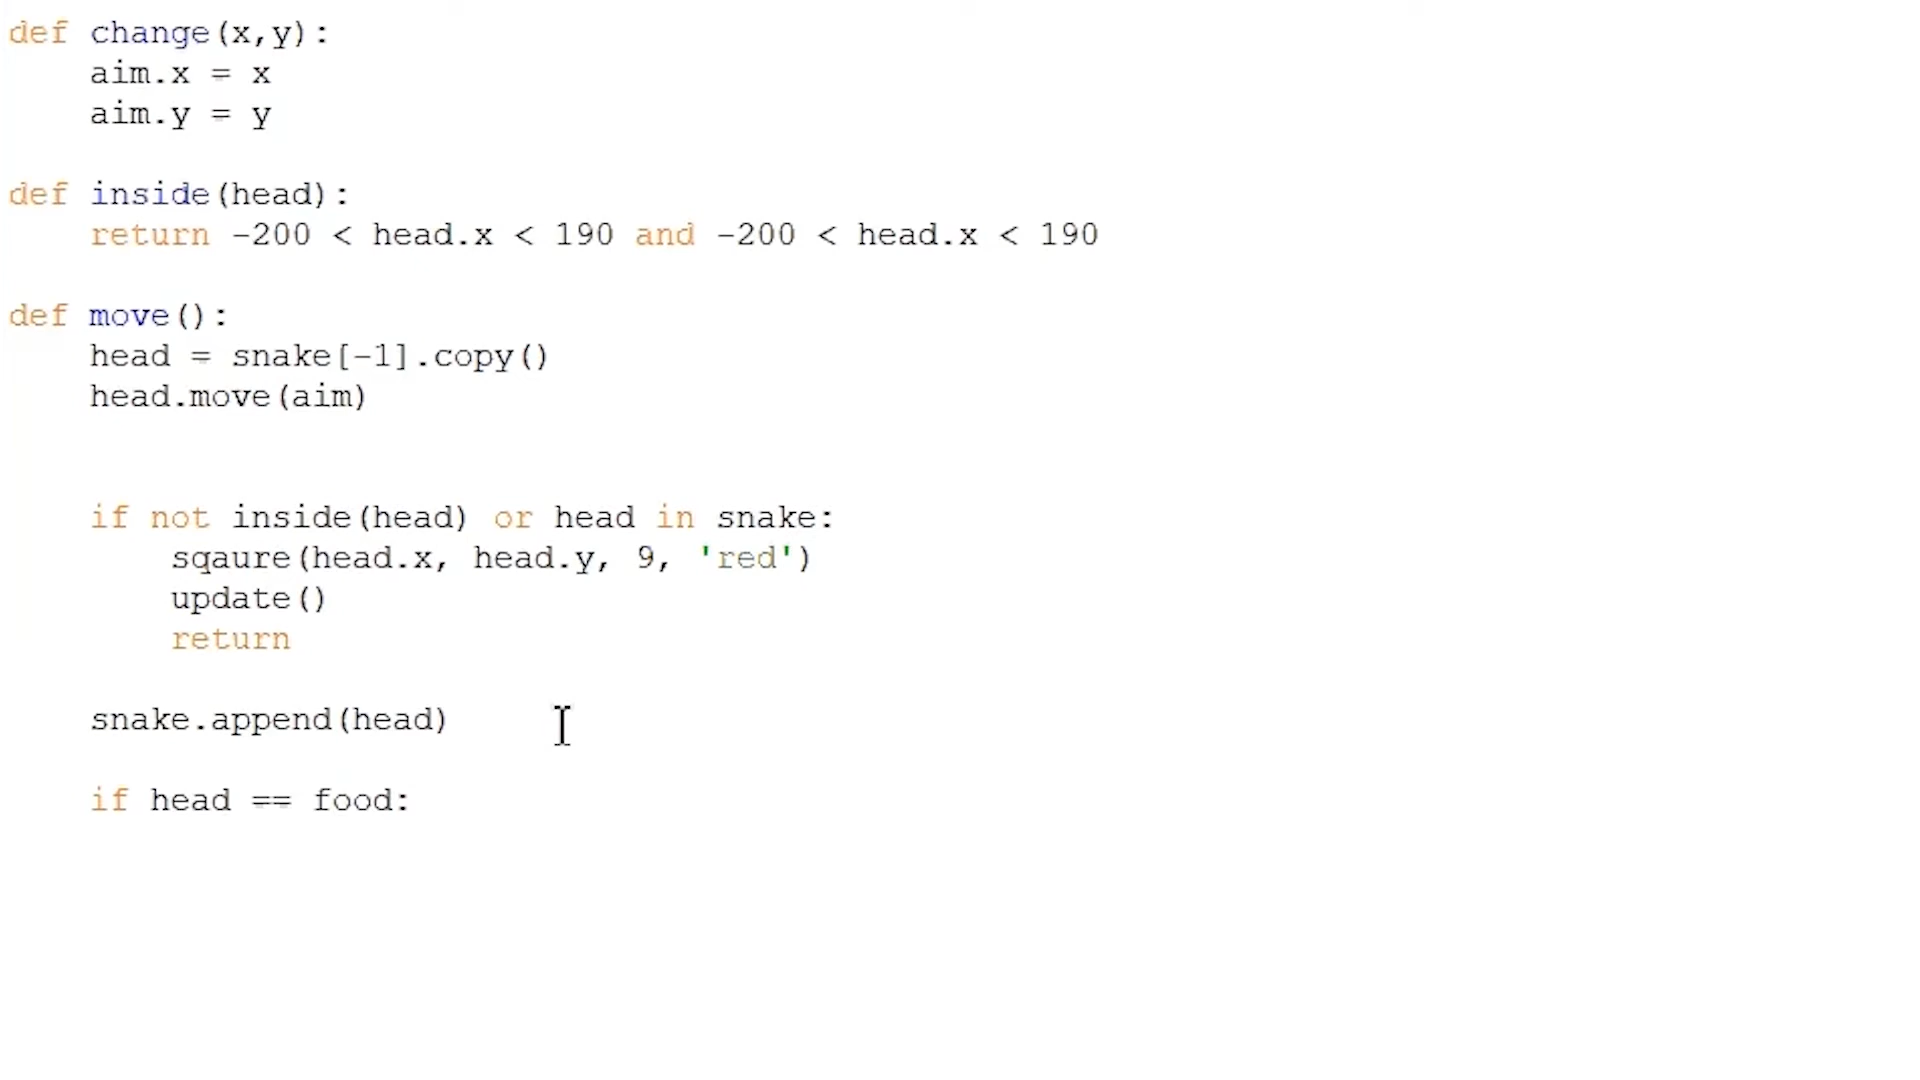 def change(x,y):
    aim.x = x
    aim.y = y
def inside(head):
    return -200 < head.x < 190 and -200 < head.x < 190
def move():
    head = snake[-1].copy()
    head.move(aim)
    if not inside(head) or head in snake:
        sqaure(head.x, head.y, 9, 'red')
        update()
        return
    snake.append(head)
    if head == food: